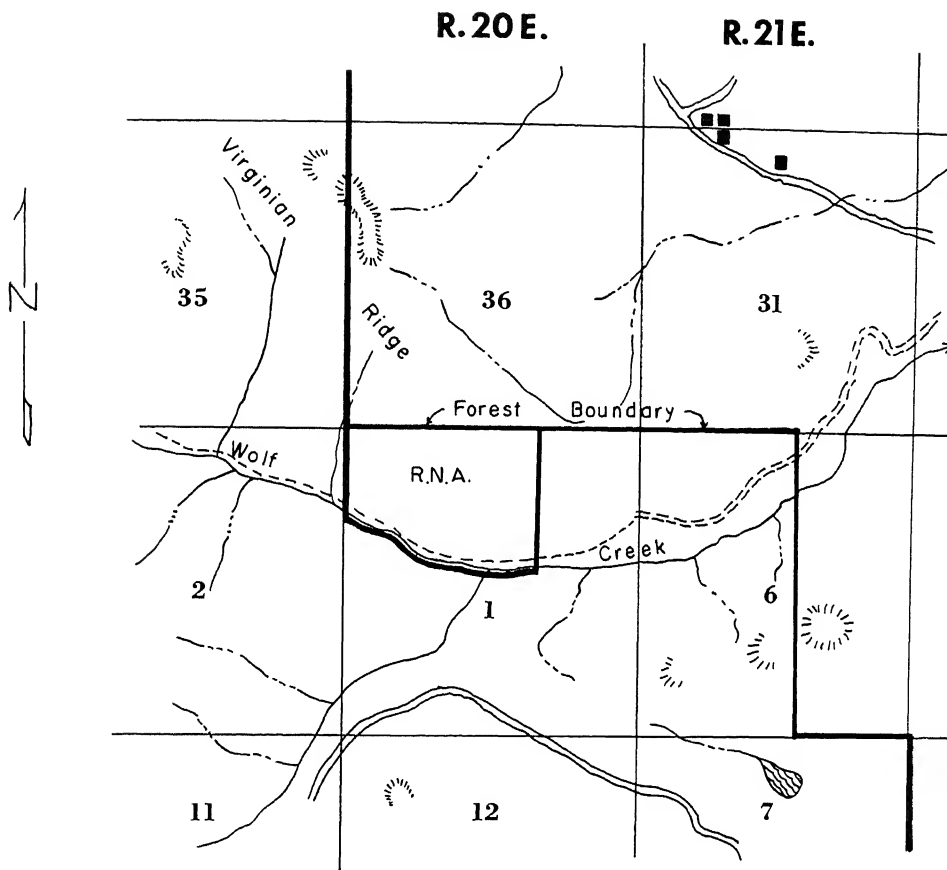 R. 20 E.
R. 21 E.
Virginian
N
35
36
31
Ridge
Forest Boundary
Wolf
R.N.A.
Creek
2
1
6
11
12
7